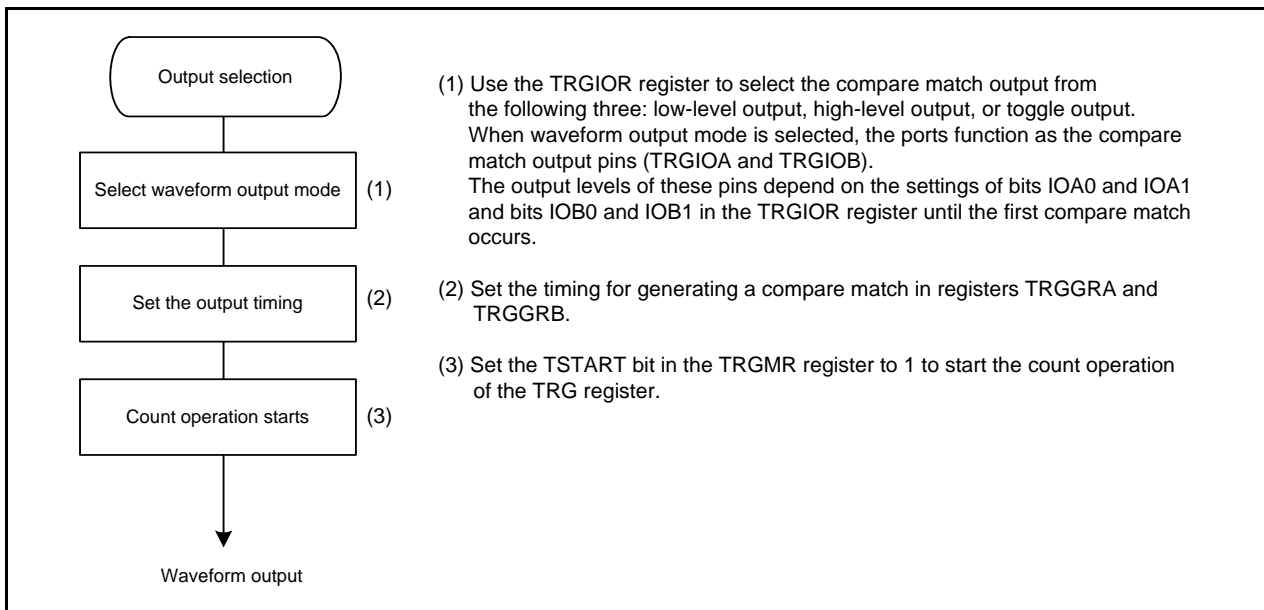 Output selection
Select waveform output mode
(1)
Set the output timing
(2)
Count operation starts
(3)
Waveform output
(1) Use the TRGIOR register to select the compare match output from
the following three: low-level output, high-level output, or toggle output.
When waveform output mode is selected, the ports function as the compare
match output pins (TRGIOA and TRGIOB).
The output levels of these pins depend on the settings of bits IOA0 and IOA1
and bits IOB0 and IOB1 in the TRGIOR register until the first compare match
occurs.
(2) Set the timing for generating a compare match in registers TRGGRA and
TRGGRB.
(3) Set the TSTART bit in the TRGMR register to 1 to start the count operation
of the TRG register.